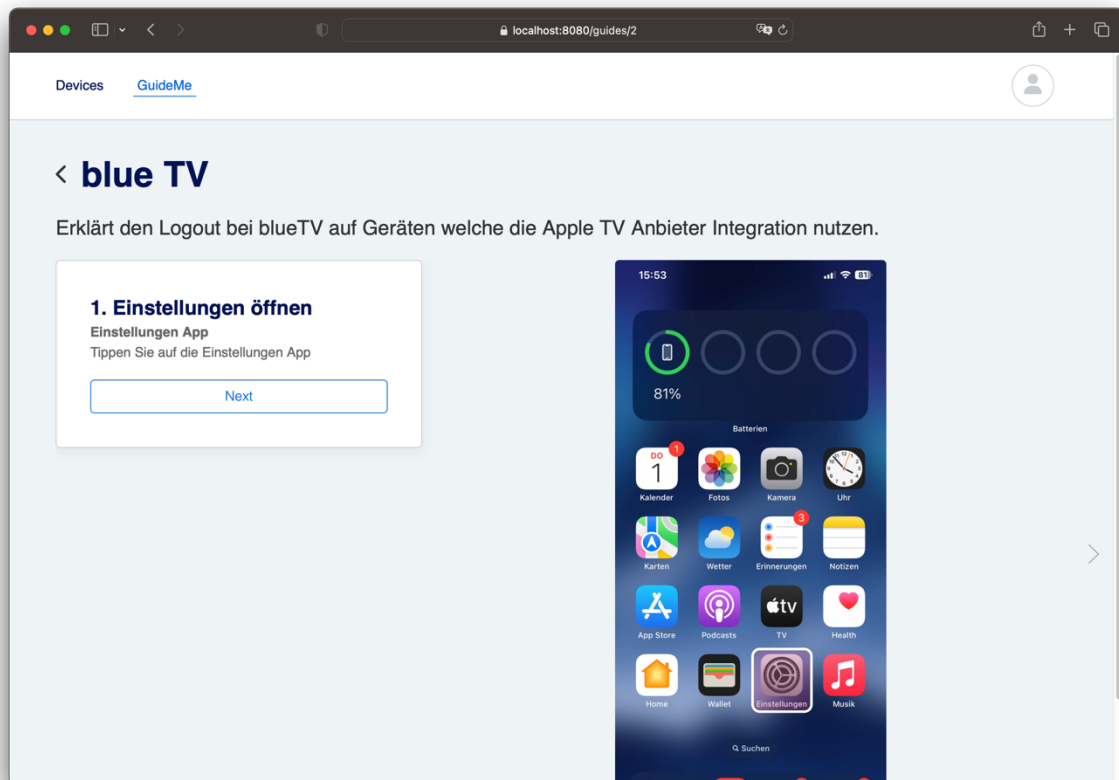 localhost:8080/guides/2
Devices GuideMe
blue TV
Erklärt den Logout bei blueTV auf Geräten welche die Apple TV Anbieter Integration nutzen.
1. Einstellungen öffnen
Einstellungen App
Tippen Sie auf die Einstellungen App
Next
15:53 81
81%
Batterien
DO 1 1
Kalender Fotos Kamera Uhr
3
Karten Wetter Erinnerungen Notizen
tv
App Store Podcasts TV Health
Home Wallet Einstellungen Musik
Suchen